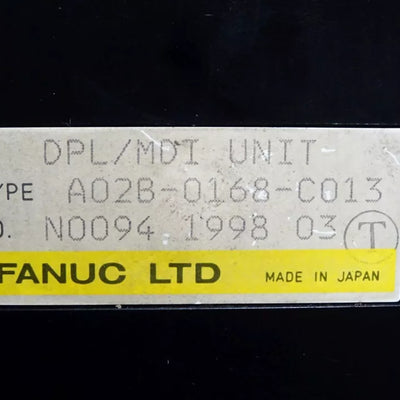 DPL/MDI UNIT
YPE A02B-0168-C013
O. N0094 1998 03 T
FANUC LTD MADE IN JAPAN